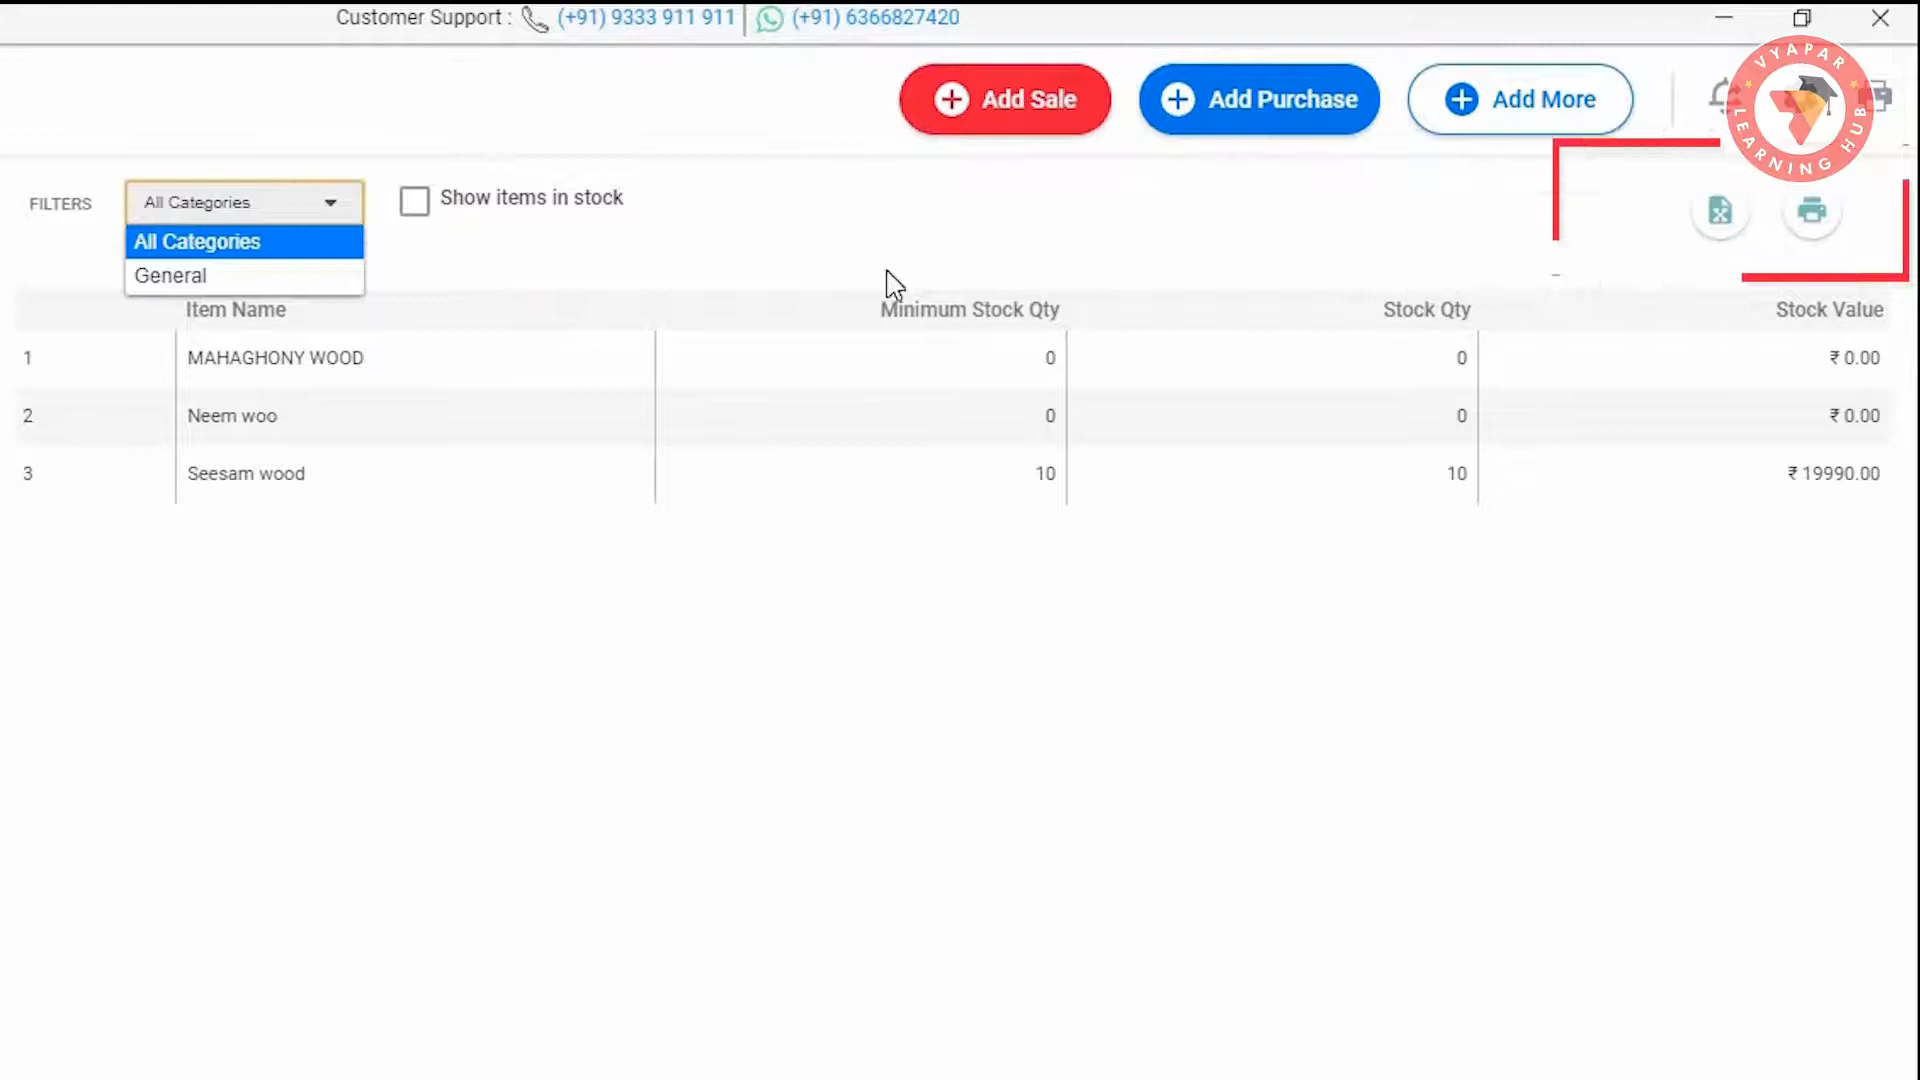 Customer Support : (+91) 9333 911 911 (+91) 6366827420
Add Sale Add Purchase Add More
VYAPAR LEARNING HUB
FILTERS All Categories Show items in stock
All Categories
General
Item Name Minimum Stock Qty Stock Qty Stock Value
1 MAHAGHONY WOOD 0 0 ₹ 0.00
2 Neem woo 0 0 ₹ 0.00
3 Seesam wood 10 10 ₹ 19990.00